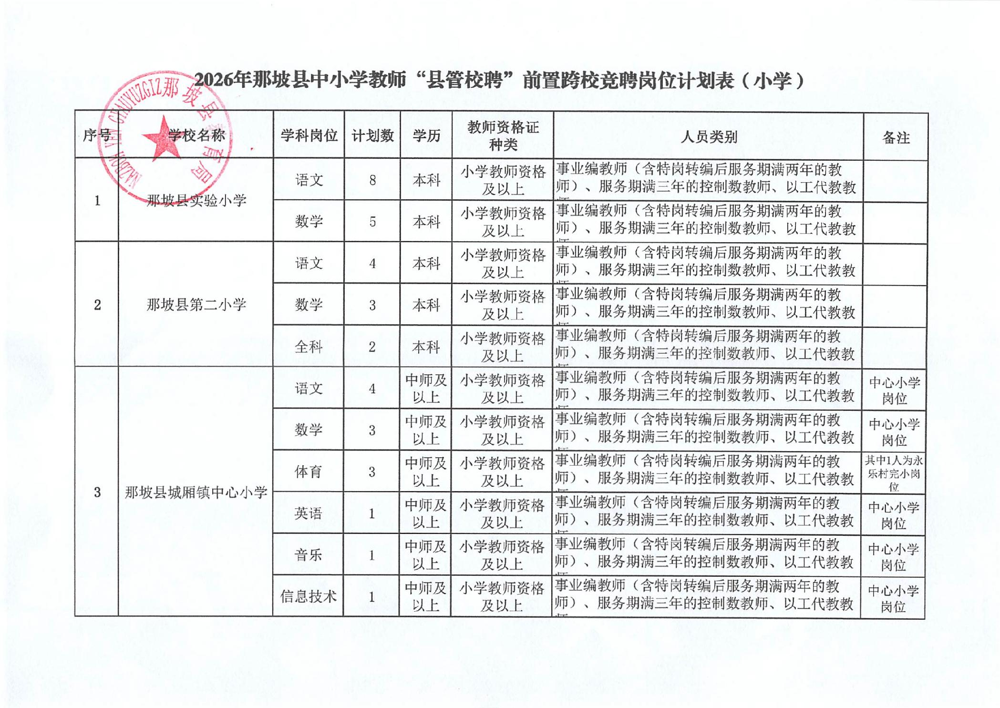 2026年那坡县中小学教师“县管校聘”前置跨校竞聘岗位计划表（小学）
NAZBOH YEN GYAUYUZGIZ 那坡县教育局
序号 学校名称 学科岗位 计划数 学历 教师资格证 人员类别 备注
种类
1 那坡县实验小学
语文 8 本科 小学教师资格 事业编教师（含特岗转编后服务期满两年的教
及以上 师）、服务期满三年的控制数教师、以工代教教
数学 5 本科 小学教师资格 事业编教师（含特岗转编后服务期满两年的教
及以上 师）、服务期满三年的控制数教师、以工代教教
2 那坡县第二小学
语文 4 本科 小学教师资格 事业编教师（含特岗转编后服务期满两年的教
及以上 师）、服务期满三年的控制数教师、以工代教教
数学 3 本科 小学教师资格 事业编教师（含特岗转编后服务期满两年的教
及以上 师）、服务期满三年的控制数教师、以工代教教
全科 2 本科 小学教师资格 事业编教师（含特岗转编后服务期满两年的教
及以上 师）、服务期满三年的控制数教师、以工代教教
3 那坡县城厢镇中心小学
语文 4 中师及 小学教师资格 事业编教师（含特岗转编后服务期满两年的教 中心小学
以上 及以上 师）、服务期满三年的控制数教师、以工代教教 岗位
数学 3 中师及 小学教师资格 事业编教师（含特岗转编后服务期满两年的教 中心小学
以上 及以上 师）、服务期满三年的控制数教师、以工代教教 岗位
体育 3 中师及 小学教师资格 事业编教师（含特岗转编后服务期满两年的教 其中1人为永
以上 及以上 师）、服务期满三年的控制数教师、以工代教教 乐村完小岗
位
英语 1 中师及 小学教师资格 事业编教师（含特岗转编后服务期满两年的教 中心小学
以上 及以上 师）、服务期满三年的控制数教师、以工代教教 岗位
音乐 1 中师及 小学教师资格 事业编教师（含特岗转编后服务期满两年的教 中心小学
以上 及以上 师）、服务期满三年的控制数教师、以工代教教 岗位
信息技术 1 中师及 小学教师资格 事业编教师（含特岗转编后服务期满两年的教 中心小学
以上 及以上 师）、服务期满三年的控制数教师、以工代教教 岗位